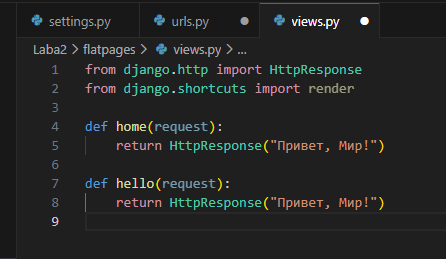 settings.py urls.py views.py
Laba2 > flatpages > views.py > ...
1 from django.http import HttpResponse
2 from django.shortcuts import render
3
4 def home(request):
5     return HttpResponse("Привет, Мир!")
6
7 def hello(request):
8     return HttpResponse("Привет, Мир!")
9